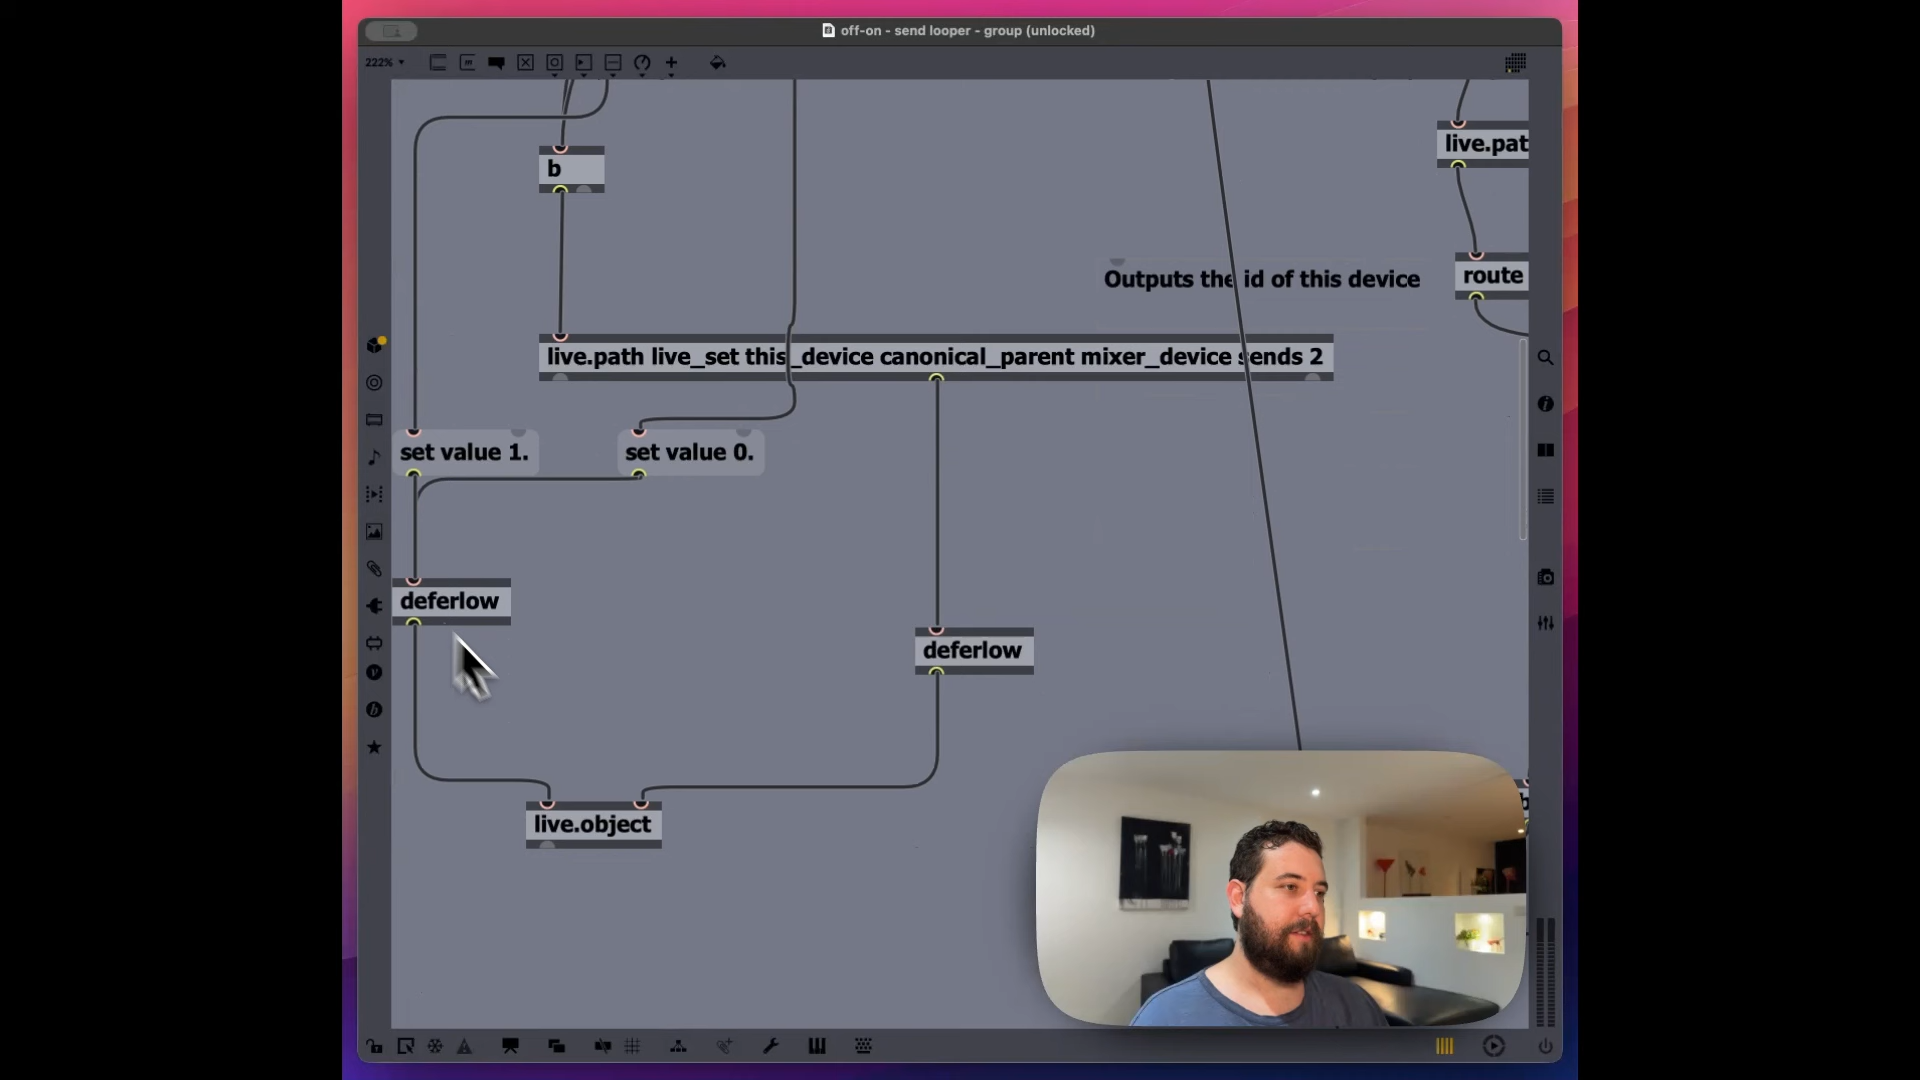 off-on - send looper - group (unlocked)
222%
b
live.pat
Outputs the id of this device
route
live.path live_set this_device canonical_parent mixer_device sends 2
set value 1.
set value 0.
deferlow
deferlow
live.object
b